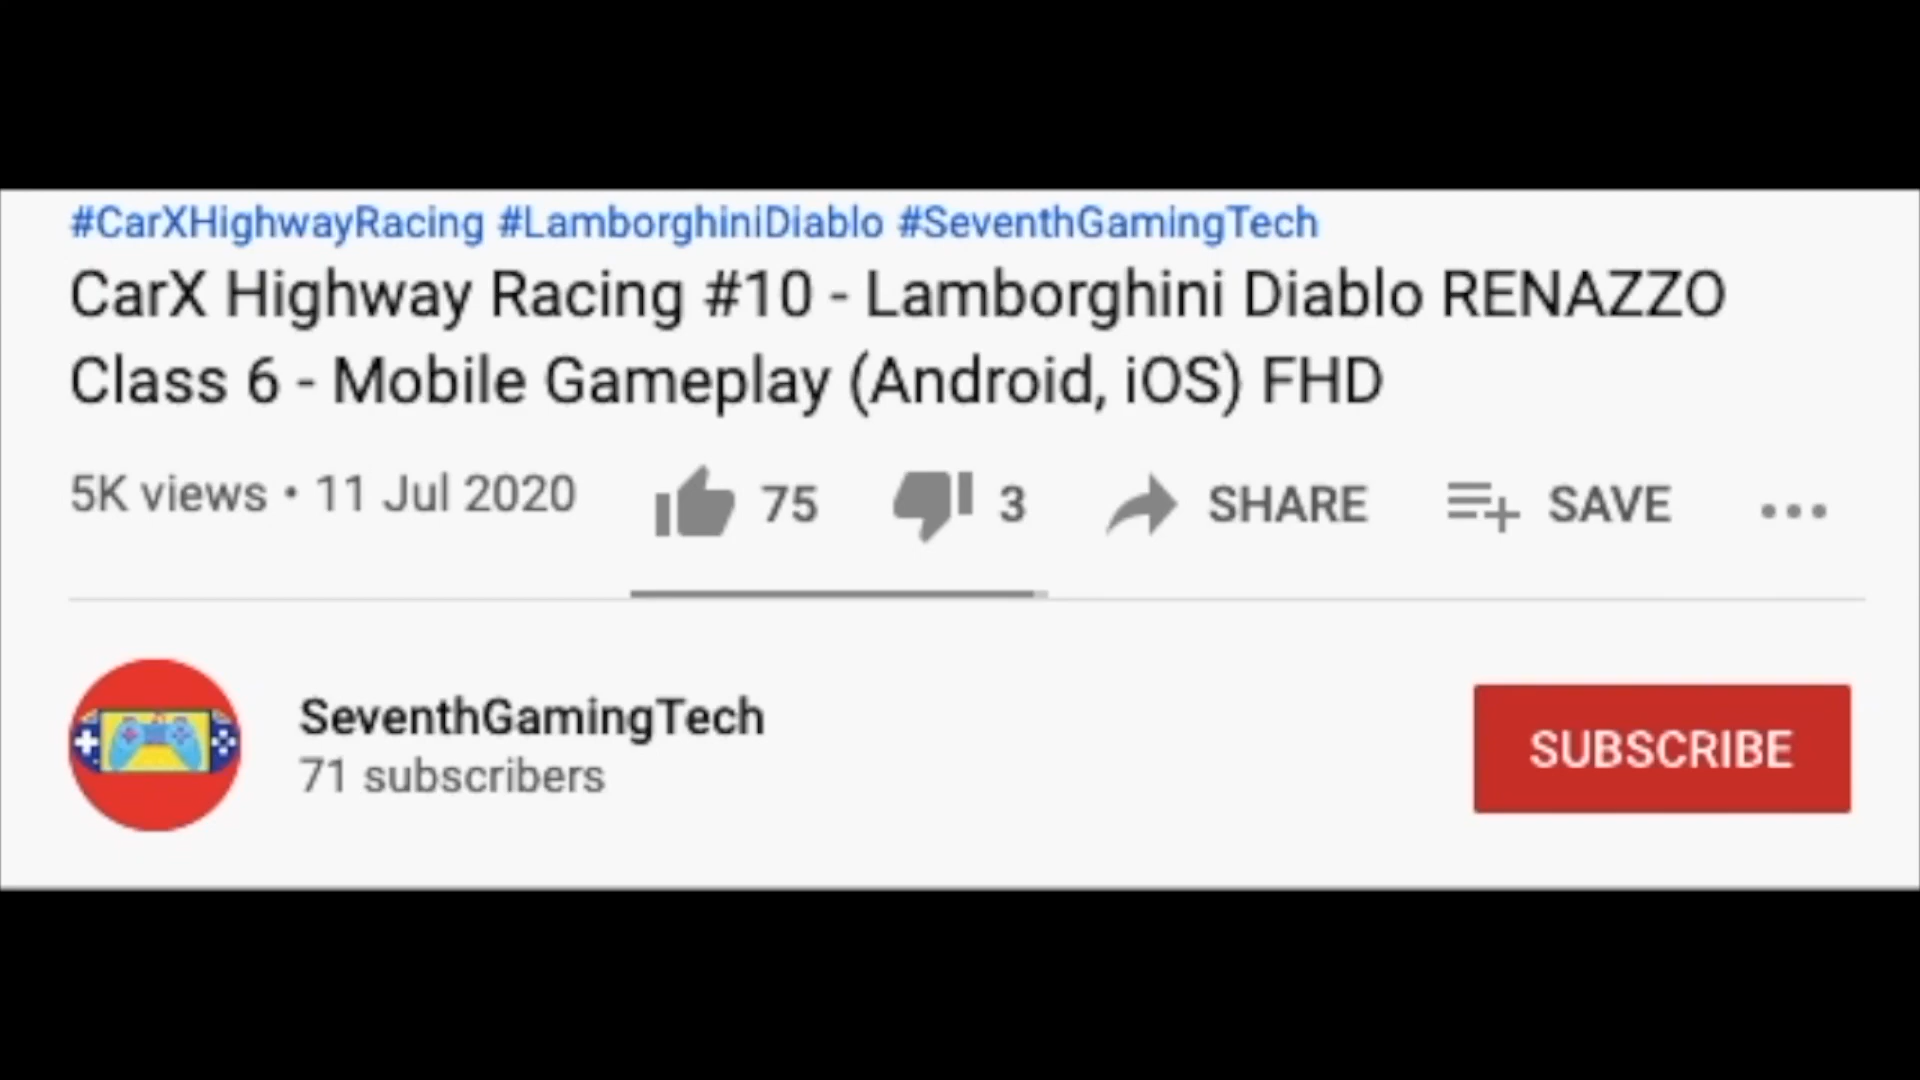 #CarXHighwayRacing #LamborghiniDiablo #SeventhGamingTech
CarX Highway Racing #10 - Lamborghini Diablo RENAZZO
Class 6 - Mobile Gameplay (Android, iOS) FHD
5K views • 11 Jul 2020 75 3 SHARE SAVE ...
SeventhGamingTech
71 subscribers
SUBSCRIBE